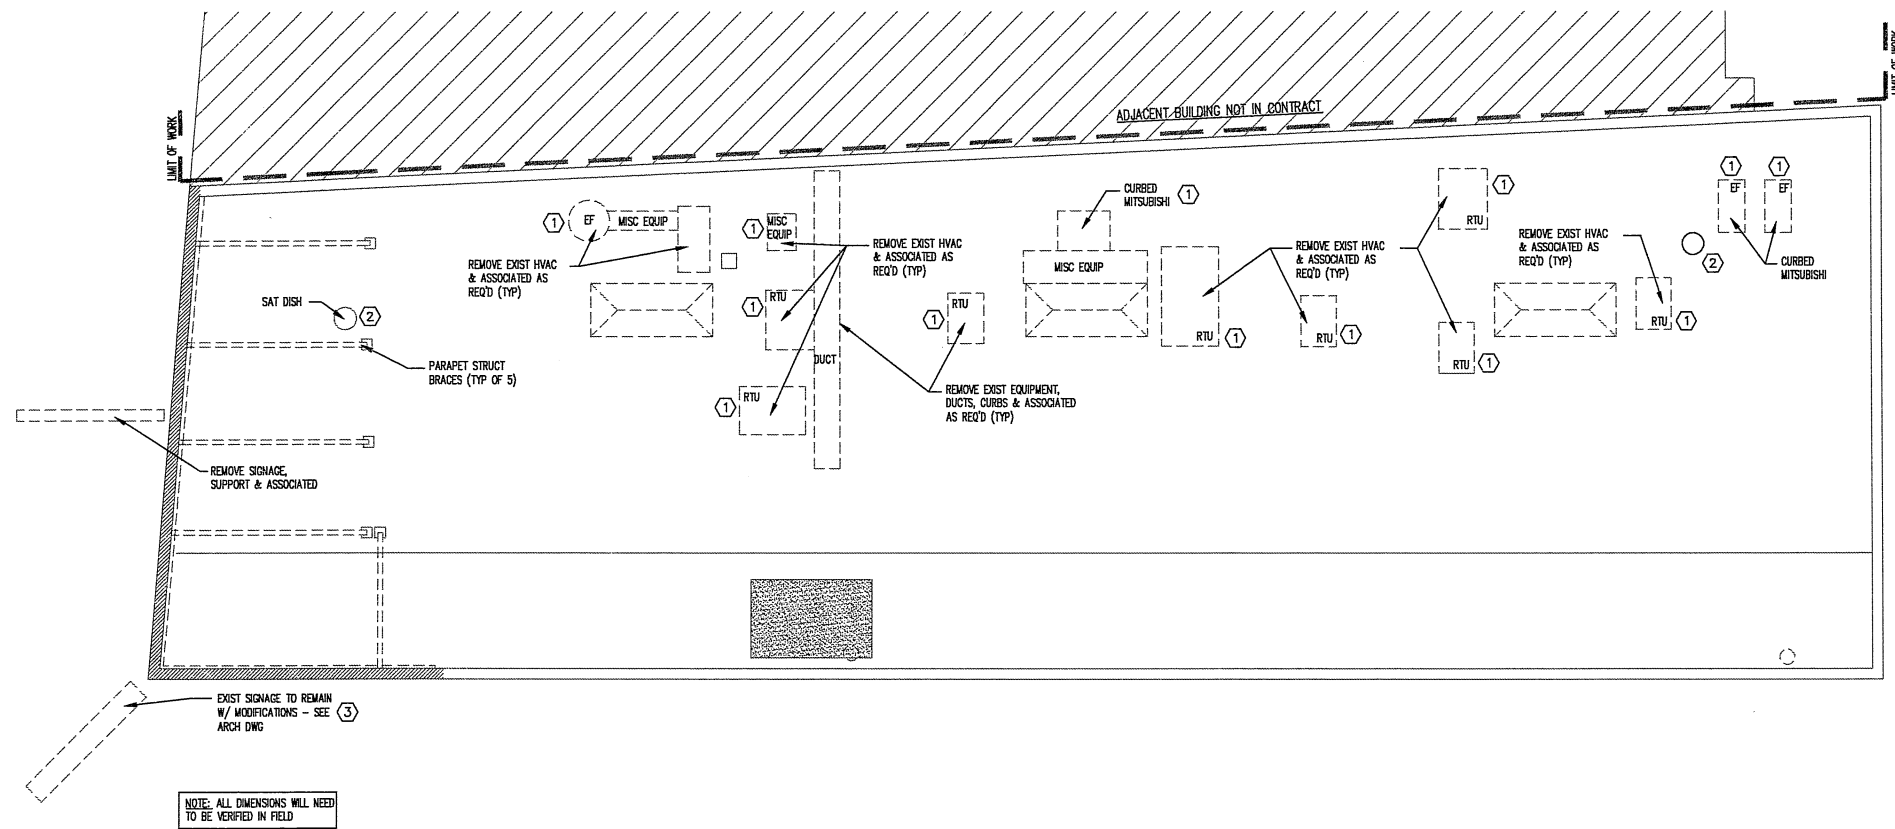 LIMIT OF WORK
LIMIT OF WORK
ADJACENT BUILDING NOT IN CONTRACT
1
EF
MISC EQUIP
REMOVE EXIST HVAC
& ASSOCIATED AS
REQ'D (TYP)
1
MISC
EQUIP
REMOVE EXIST HVAC
& ASSOCIATED AS
REQ'D (TYP)
CURBED
MITSUBISHI
1
MISC EQUIP
REMOVE EXIST HVAC
& ASSOCIATED AS
REQ'D (TYP)
1
RTU
REMOVE EXIST HVAC
& ASSOCIATED AS
REQ'D (TYP)
1
1
EF
EF
2
CURBED
MITSUBISHI
SAT DISH
2
1
RTU
DUCT
1
RTU
RTU
1
RTU
1
RTU
1
RTU
1
PARAPET STRUCT
BRACES (TYP OF 5)
1
RTU
REMOVE EXIST EQUIPMENT,
DUCTS, CURBS & ASSOCIATED
AS REQ'D (TYP)
REMOVE SIGNAGE,
SUPPORT & ASSOCIATED
EXIST SIGNAGE TO REMAIN
W/ MODIFICATIONS - SEE
ARCH DWG
3
NOTE: ALL DIMENSIONS WILL NEED
TO BE VERIFIED IN FIELD